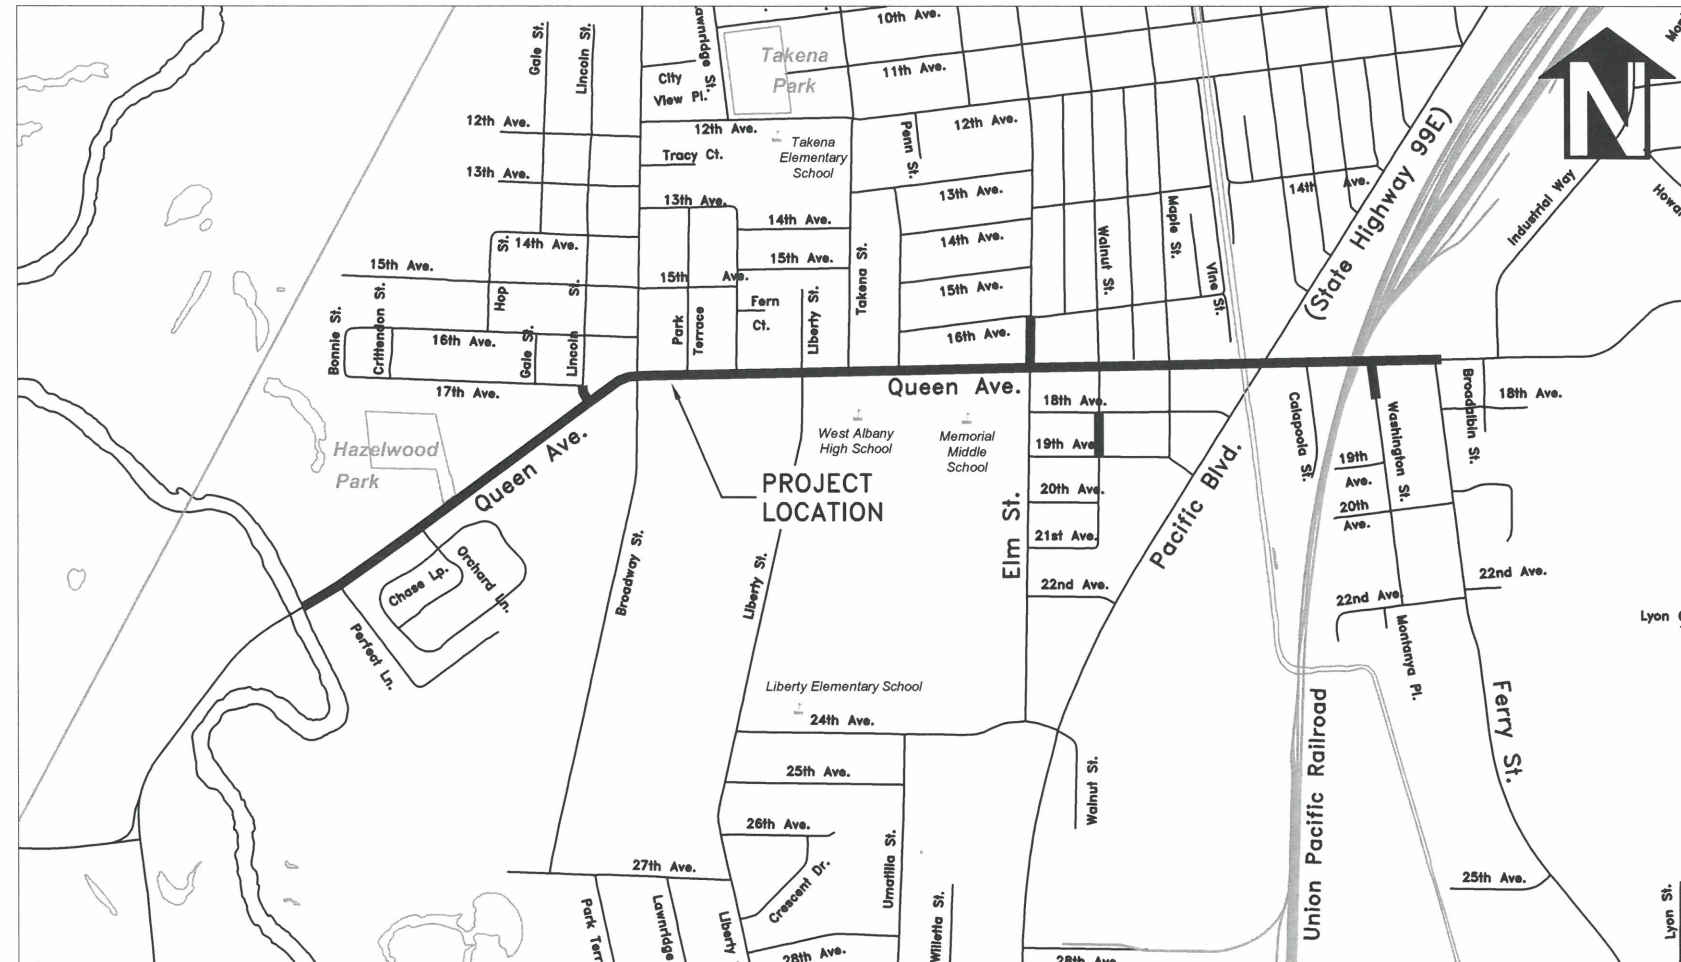 10th Ave.
Gale St.
Lincoln St.
Takena
Park
11th Ave.
City
View Pl.
N
12th Ave.
12th Ave.
12th Ave.
Penn St.
Takena
Elementary
School
Tracy Ct.
13th Ave.
13th Ave.
13th Ave.
14th Ave.
(State Highway 99E)
Industrial Way
14th Ave.
14th Ave.
14th Ave.
Maple St.
Walnut St.
Vine St.
15th Ave.
15th Ave.
15th Ave.
15th Ave.
Takena St.
Hop St.
Lincoln St.
Crittendon St.
Bonnie St.
Park
Terrace
Fern
Ct.
Liberty St.
16th Ave.
16th Ave.
Gale St.
17th Ave.
Queen Ave.
18th Ave.
18th Ave.
Broadalbin St.
Calapooia St.
Washington St.
Hazelwood
Park
Queen Ave.
West Albany
High School
Memorial
Middle
School
19th Ave
19th
Ave.
PROJECT
LOCATION
20th Ave.
20th
Ave.
Elm St.
Pacific Blvd.
21st Ave.
Broadway St.
Liberty St.
Orchard Ln.
Chase Lp.
Perfect Ln.
22nd Ave.
22nd Ave.
22nd Ave
Lyon
Montanya Pl.
Liberty Elementary School
24th Ave.
Ferry St.
Union Pacific Railroad
25th Ave.
Walnut St.
26th Ave.
Umatilla St.
27th Ave.
Crescent Dr.
25th Ave.
Park Terr
Lawnridge
Liberty
Willetta St.
Lyon St.
28th Ave.
28th Ave.